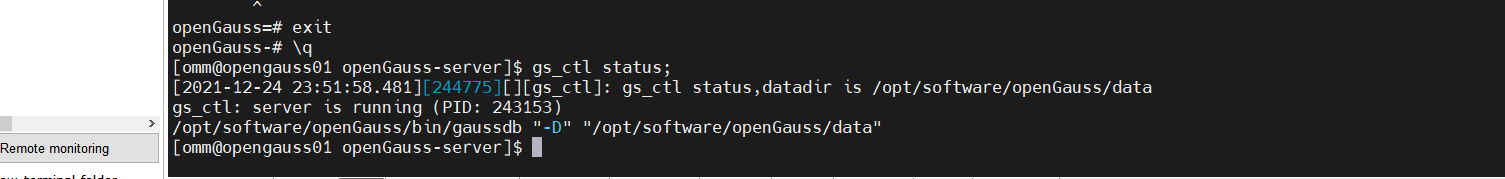 ^
openGauss=# exit
openGauss-# \q
[omm@opengauss01 openGauss-server]$ gs_ctl status;
[2021-12-24 23:51:58.481][244775][][gs_ctl]: gs_ctl status,datadir is /opt/software/openGauss/data
gs_ctl: server is running (PID: 243153)
/opt/software/openGauss/bin/gaussdb "-D" "/opt/software/openGauss/data"
[omm@opengauss01 openGauss-server]$
Remote monitoring
terminal folder